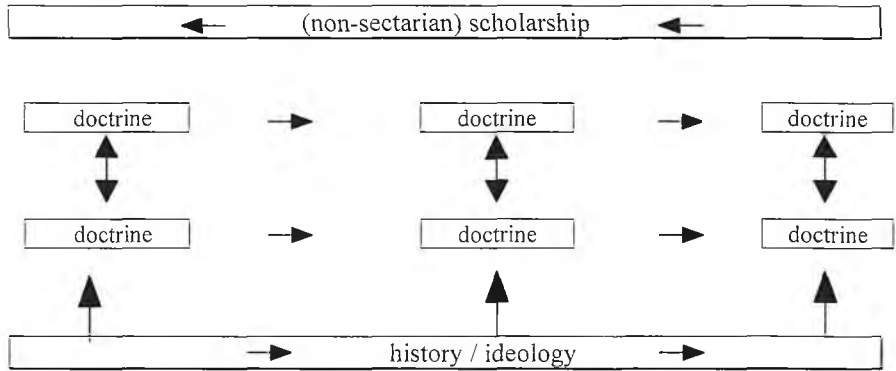 (non-sectarian) scholarship
doctrine doctrine doctrine
doctrine doctrine doctrine
history / ideology